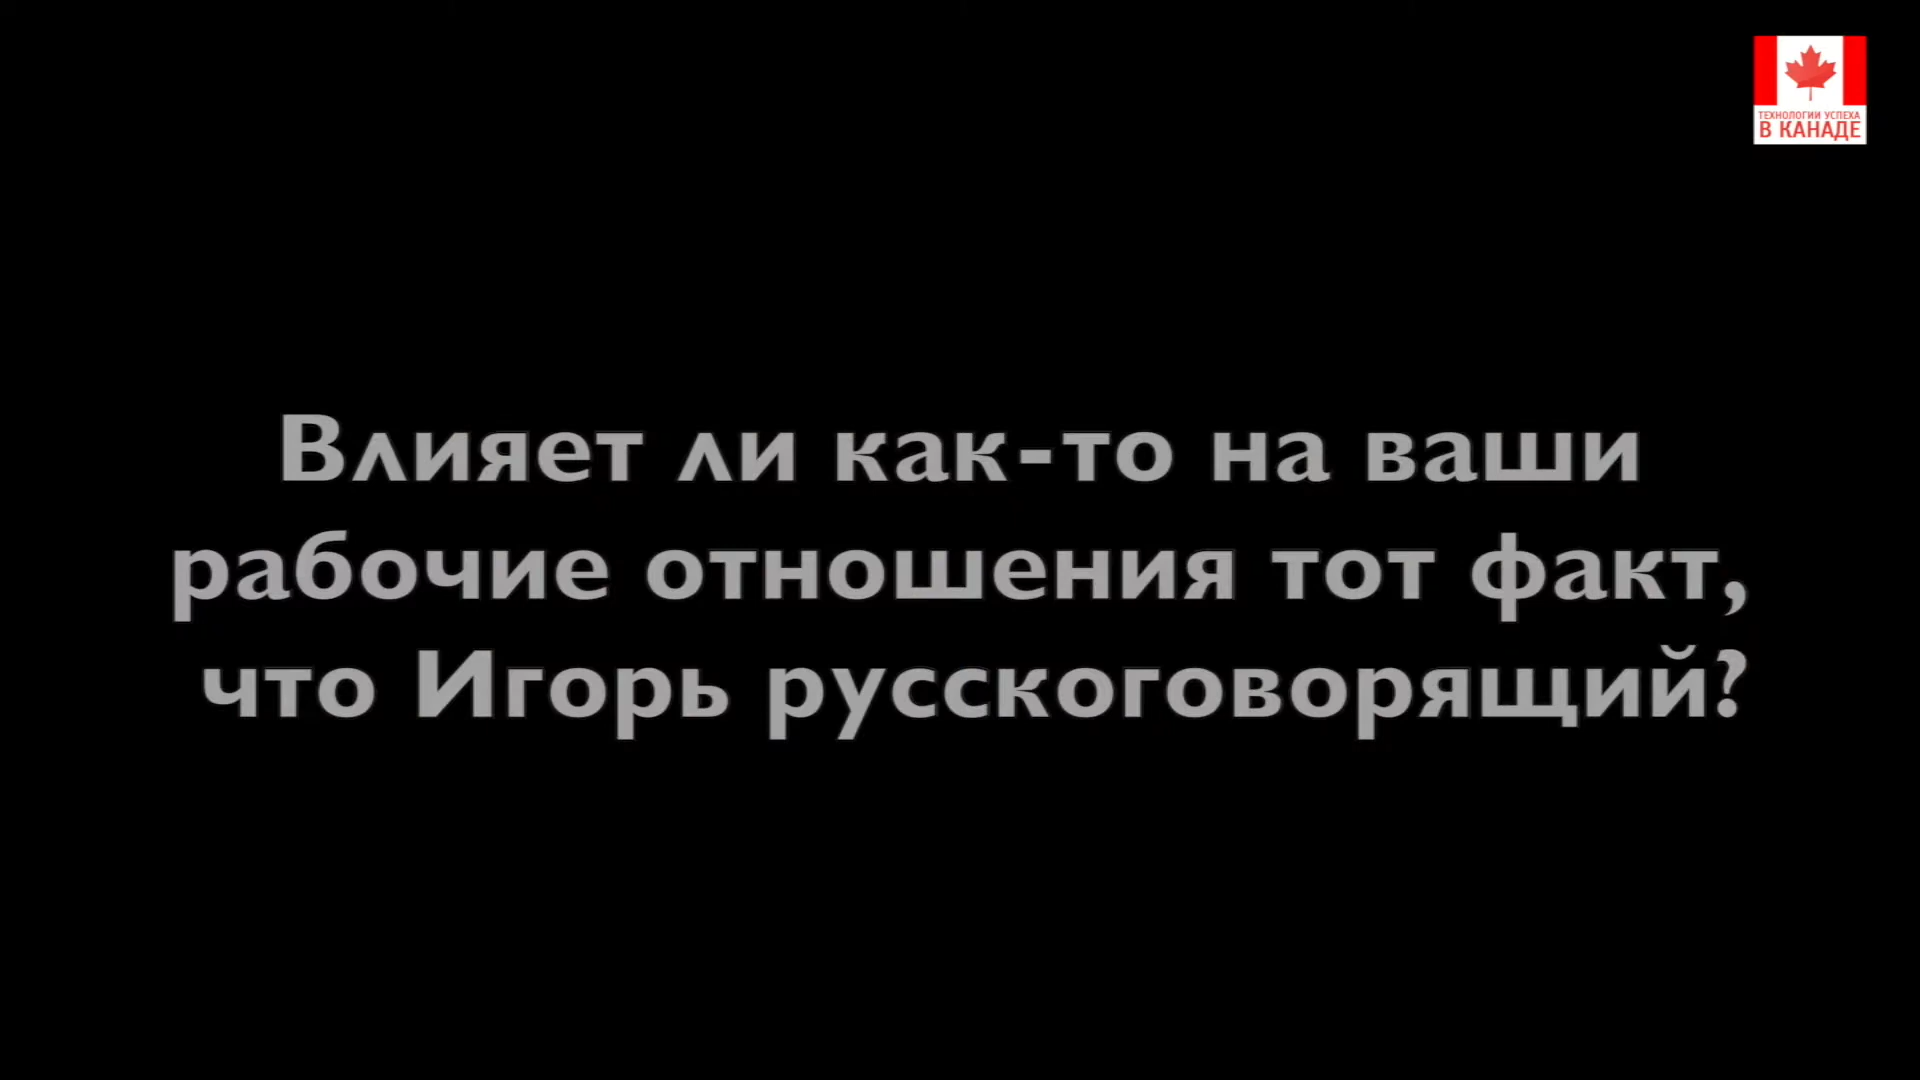 ТЕХНОЛОГИИ УСПЕХА
В КАНАДЕ
Влияет ли как-то на ваши
рабочие отношения тот факт,
что Игорь русскоговорящий?